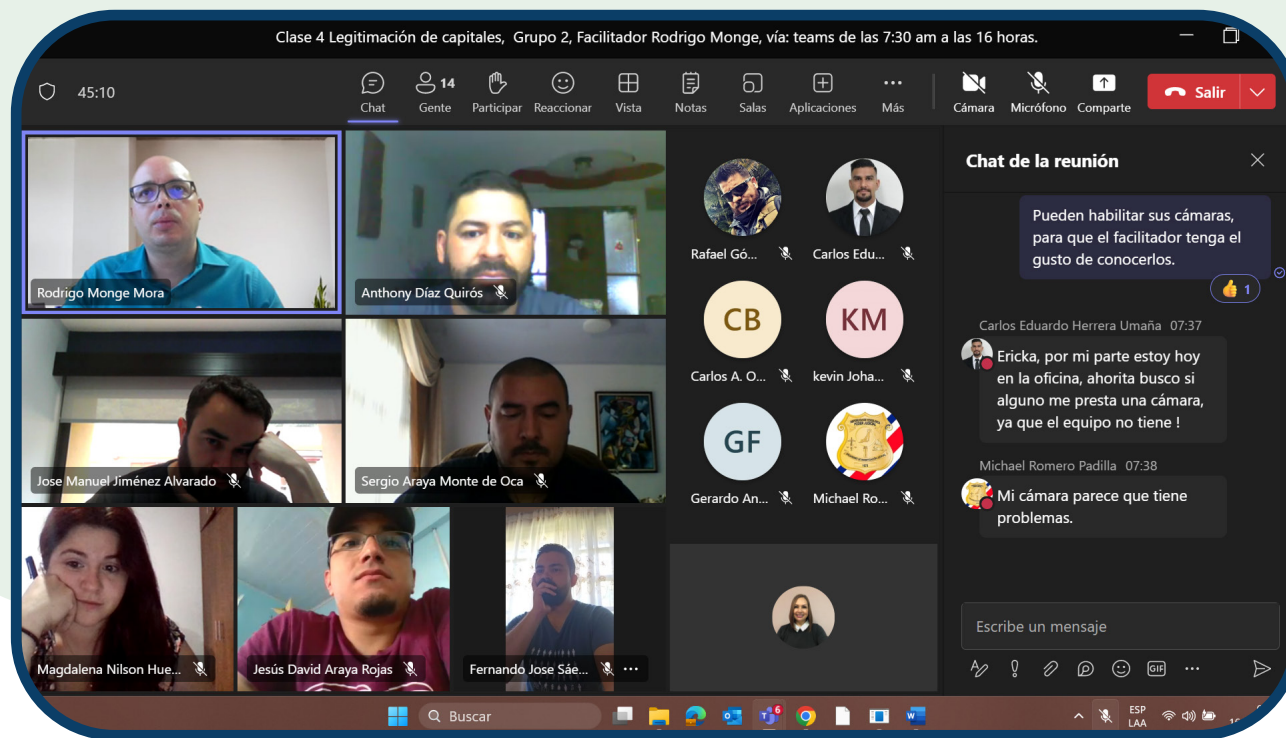 Clase 4 Legitimación de capitales, Grupo 2, Facilitador Rodrigo Monge, vía: teams de las 7:30 am a las 16 horas.
45:10
14
Chat
Gente
Participar
Reaccionar
Vista
Notas
Salas
Aplicaciones
Más
Cámara
Micrófono
Comparte
Salir
Rodrigo Monge Mora
Anthony Díaz Quirós
Jose Manuel Jiménez Alvarado
Sergio Araya Monte de Oca
Magdalena Nilson Hue...
Jesús David Araya Rojas
Fernando Jose Sáe...
Rafael Gó...
Carlos Edu...
CB
KM
Carlos A. O...
kevin Joha...
GF
Gerardo An...
Michael Ro...
Chat de la reunión
Pueden habilitar sus cámaras,
para que el facilitador tenga el
gusto de conocerlos.
1
Carlos Eduardo Herrera Umaña 07:37
Ericka, por mi parte estoy hoy
en la oficina, ahorita busco si
alguno me presta una cámara,
ya que el equipo no tiene !
Michael Romero Padilla 07:38
Mi cámara parece que tiene
problemas.
Escribe un mensaje
GIF
Buscar
6
ESP
LAA